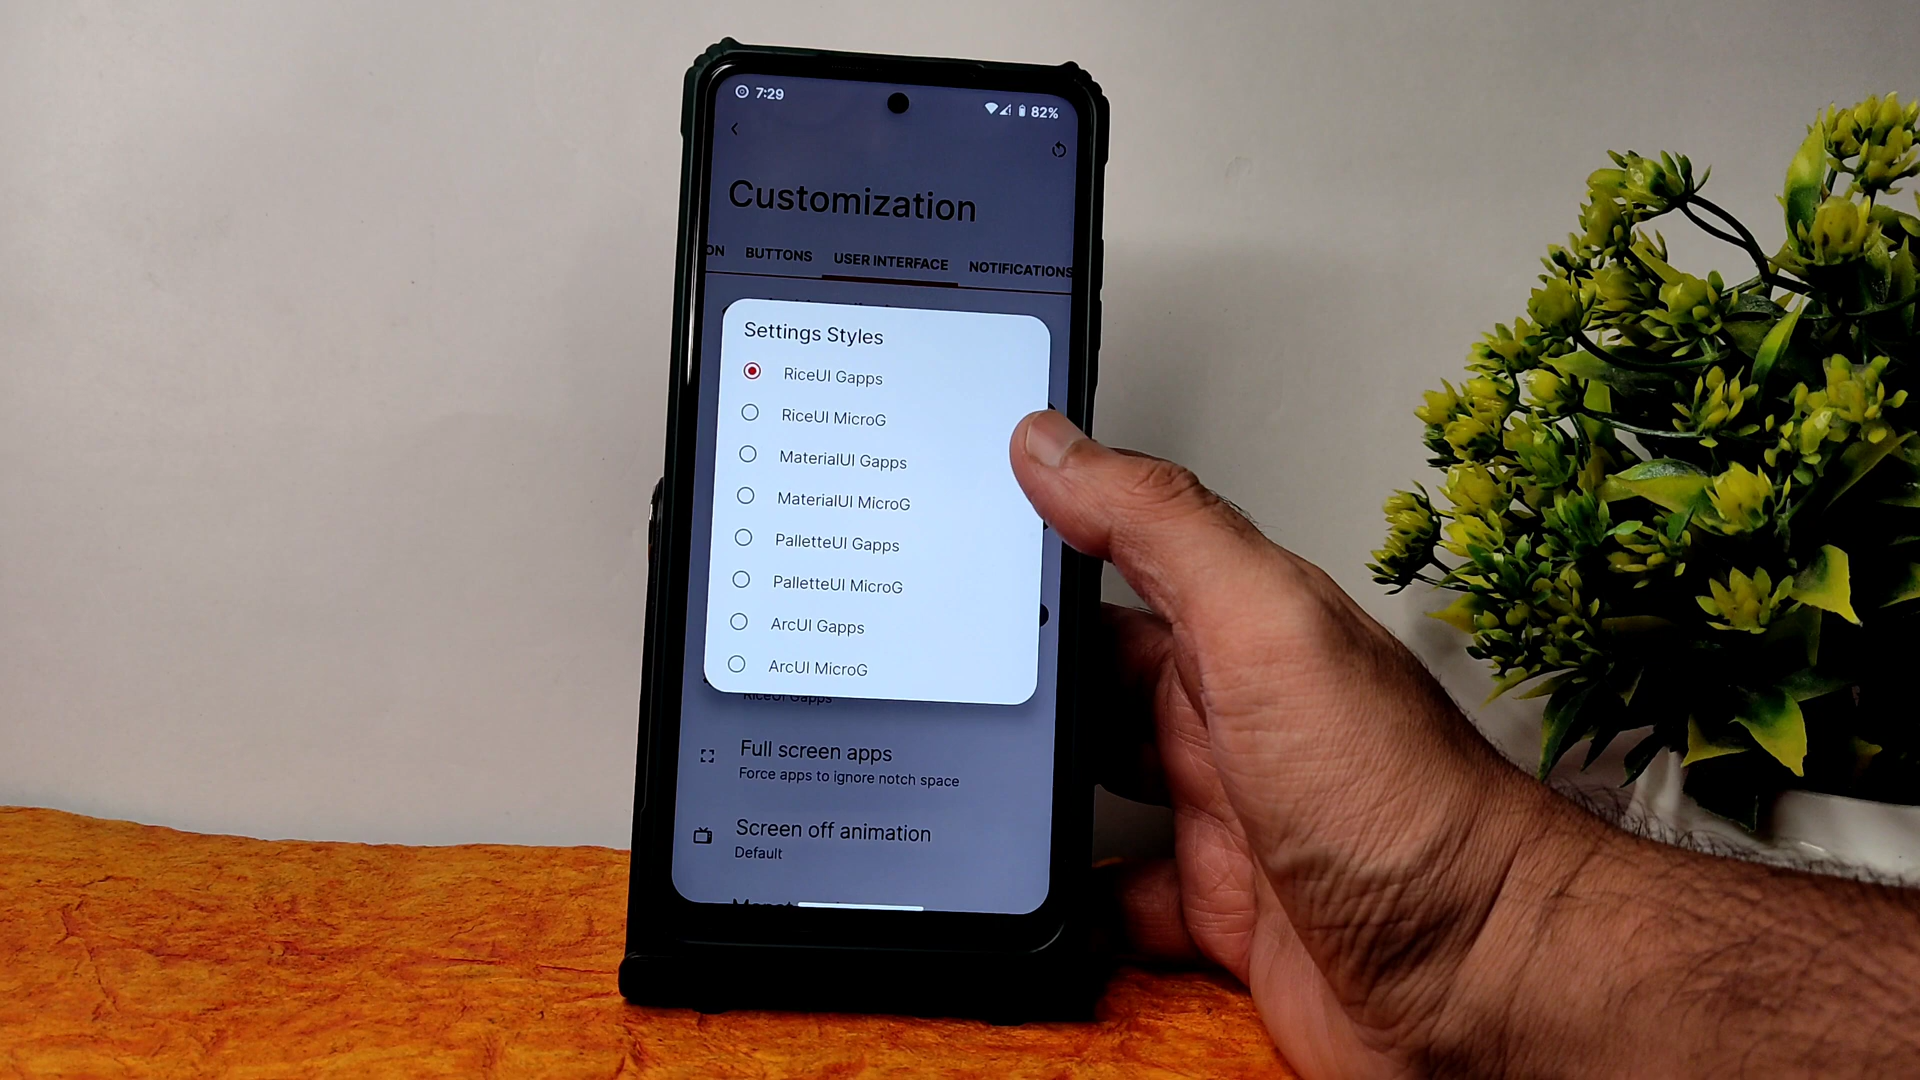 7:29
82%
Customization
ON BUTTONS USER INTERFACE NOTIFICATIONS
Settings Styles
RiceUI Gapps
RiceUI MicroG
MaterialUI Gapps
MaterialUI MicroG
PalletteUI Gapps
PalletteUI MicroG
ArcUI Gapps
ArcUI MicroG
RiceUI Gapps
Full screen apps
Force apps to ignore notch space
Screen off animation
Default